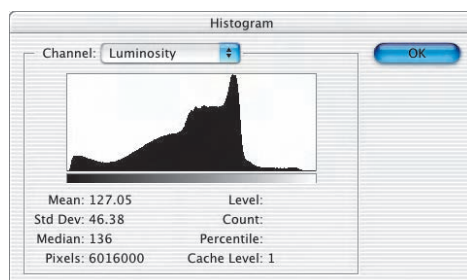 Histogram
Channel: Luminosity
OK
Mean: 127.05
Level:
Std Dev: 46.38
Count:
Median: 136
Percentile:
Pixels: 6016000
Cache Level: 1